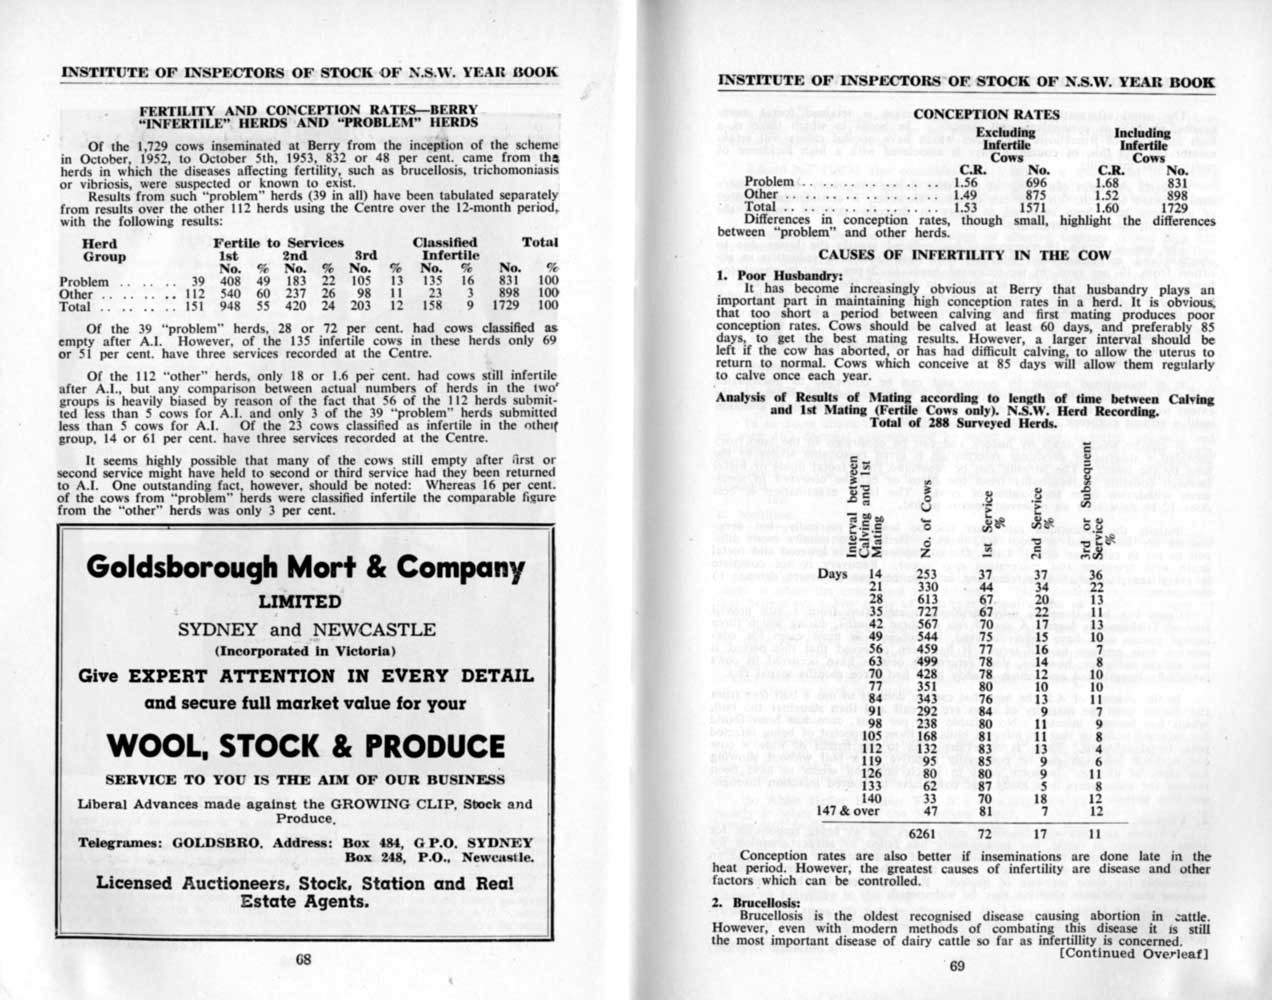 INSTITUTE OF INSPECTORS OF STOCK OF N.S.W. YEAR BOOK
FERTILITY AND CONCEPTION RATES—BERRY
“INFERTILE” HERDS AND “PROBLEM” HERDS
Of the 1,729 cows inseminated at Berry from the inception of the scheme
in October, 1952, to October 5th, 1953, 832 or 48 per cent. came from the
herds in which the diseases affecting fertility, such as brucellosis, trichomoniasis
or vibriosis, were suspected or known to exist.
Results from such “problem” herds (39 in all) have been tabulated separately
from results over the other 112 herds using the Centre over the 12-month period,
with the following results:
Herd Fertile to Services Classified Total
Group 1st 2nd 3rd Infertile
No. % No. % No. % No. % No. %
Problem . . . . . . 39 408 49 183 22 105 13 135 16 831 100
Other . . . . . . . . 112 540 60 237 26 98 11 23 3 898 100
Total . . . . . . . . 151 948 55 420 24 203 12 158 9 1729 100
Of the 39 “problem” herds, 28 or 72 per cent. had cows classified as
empty after A.I. However, of the 135 infertile cows in these herds only 69
or 51 per cent. have three services recorded at the Centre.
Of the 112 “other” herds, only 18 or 1.6 per cent. had cows still infertile
after A.I., but any comparison between actual numbers of herds in the two
groups is heavily biased by reason of the fact that 56 of the 112 herds submit-
ted less than 5 cows for A.I. and only 3 of the 39 “problem” herds submitted
less than 5 cows for A.I. Of the 23 cows classified as infertile in the other
group, 14 or 61 per cent. have three services recorded at the Centre.
It seems highly possible that many of the cows still empty after first or
second service might have held to second or third service had they been returned
to A.I. One outstanding fact, however, should be noted: Whereas 16 per cent.
of the cows from “problem” herds were classified infertile the comparable figure
from the “other” herds was only 3 per cent.
Goldsborough Mort & Company
LIMITED
SYDNEY and NEWCASTLE
(Incorporated in Victoria)
Give EXPERT ATTENTION IN EVERY DETAIL
and secure full market value for your
WOOL, STOCK & PRODUCE
SERVICE TO YOU IS THE AIM OF OUR BUSINESS
Liberal Advances made against the GROWING CLIP, Stock and
Produce.
Telegrames: GOLDSBRO. Address: Box 484, G P.O. SYDNEY
Box 248, P.O., Newcastle.
Licensed Auctioneers, Stock, Station and Real
Estate Agents.
68
INSTITUTE OF INSPECTORS OF STOCK OF N.S.W. YEAR BOOK
CONCEPTION RATES
Excluding Including
Infertile Infertile
Cows Cows
C.R. No. C.R. No.
Problem . . . . . . . . . . . . 1.56 696 1.68 831
Other . . . . . . . . . . . . . 1.49 875 1.52 898
Total . . . . . . . . . . . . . 1.53 1571 1.60 1729
Differences in conception rates, though small, highlight the differences
between “problem” and other herds.
CAUSES OF INFERTILITY IN THE COW
1. Poor Husbandry:
It has become increasingly obvious at Berry that husbandry plays an
important part in maintaining high conception rates in a herd. It is obvious,
that too short a period between calving and first mating produces poor
conception rates. Cows should be calved at least 60 days, and preferably 85
days, to get the best mating results. However, a larger interval should be
left if the cow has aborted, or has had difficult calving, to allow the uterus to
return to normal. Cows which conceive at 85 days will allow them regularly
to calve once each year.
Analysis of Results of Mating according to length of time between Calving
and 1st Mating (Fertile Cows only). N.S.W. Herd Recording.
Total of 288 Surveyed Herds.
Interval between Calving and 1st Mating No. of Cows 1st Service % 2nd Service % 3rd or Subsequent Service %
Days 14 253 37 37 36
21 330 44 34 22
28 613 67 20 13
35 727 67 22 11
42 567 70 17 13
49 544 75 15 10
56 459 77 16 7
63 499 78 14 8
70 428 78 12 10
77 351 80 10 10
84 343 76 13 11
91 292 84 9 7
98 238 80 11 9
105 168 81 11 8
112 132 83 13 4
119 95 85 9 6
126 80 80 9 11
133 62 87 5 8
140 33 70 18 12
147 & over 47 81 7 12
6261 72 17 11
Conception rates are also better if inseminations are done late in the
heat period. However, the greatest causes of infertility are disease and other
factors which can be controlled.
2. Brucellosis:
Brucellosis is the oldest recognised disease causing abortion in cattle.
However, even with modern methods of combating this disease it is still
the most important disease of dairy cattle so far as infertillity is concerned.
[Continued Overleaf]
69